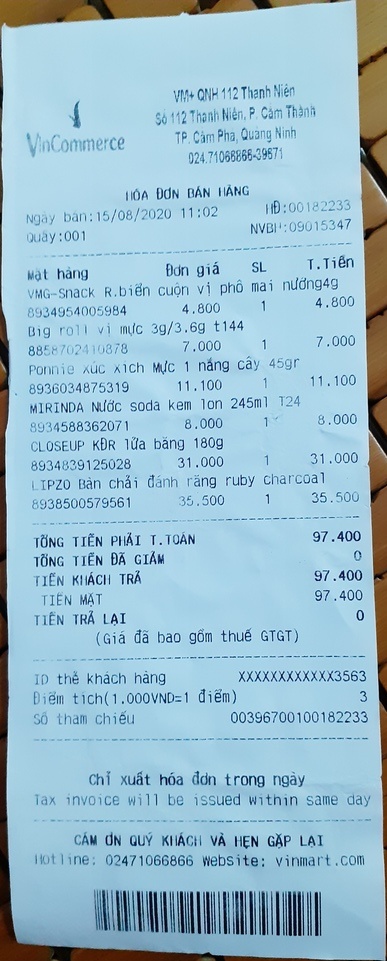 VinCommerce
VM+ QNH 112 Thanh Niên
Số 112 Thanh Niên, P. Cẩm Thành
TP. Cẩm Phả, Quảng Ninh
024.71066866-39671
HÓA ĐƠN BÁN HÀNG
Ngày bán:15/08/2020 11:02 HĐ:00182233
Quầy:001 NVBH:09015347
Mặt hàng Đơn giá SL T.Tiền
VMG-Snack R.biển cuộn vị phô mai nướng4g
8934954005984 4.800 1 4.800
Big roll vị mực 3g/3.6g t144
8858702410878 7.000 1 7.000
Ponnie xúc xích Mực 1 nắng cây 45gr
8936034875319 11.100 1 11.100
MIRINDA Nước soda kem lon 245ml T24
8934588362071 8.000 1 8.000
CLOSEUP KĐR lửa băng 180g
8934839125028 31.000 1 31.000
LIPZO Bàn chải đánh răng ruby charcoal
8938500579561 35.500 1 35.500
TỔNG TIỀN PHẢI T.TOÁN 97.400
TỔNG TIỀN ĐÃ GIẢM 0
TIỀN KHÁCH TRẢ 97.400
TIỀN MẶT 97.400
TIỀN TRẢ LẠI 0
(Giá đã bao gồm thuế GTGT)
ID thẻ khách hàng XXXXXXXXXXXX3563
Điểm tích(1.000VND=1 điểm) 3
Số tham chiếu 00396700100182233
Chỉ xuất hóa đơn trong ngày
Tax invoice will be issued within same day
CẢM ƠN QUÝ KHÁCH VÀ HẸN GẶP LẠI
Hotline: 02471066866 Website: vinmart.com